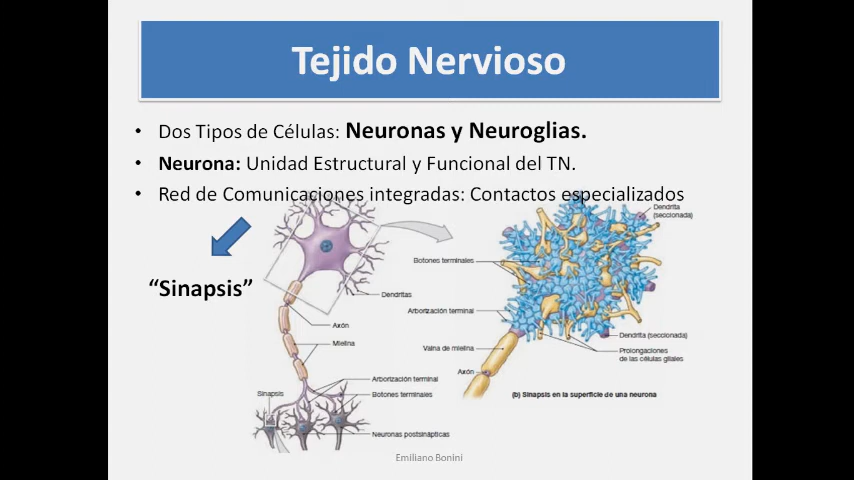 Tejido Nervioso
• Dos Tipos de Células: Neuronas y Neuroglias.
• Neurona: Unidad Estructural y Funcional del TN.
• Red de Comunicaciones integradas: Contactos especializados
“Sinapsis”
Dendritas
Axón
Mielina
Arborización terminal
Botones terminales
Sinapsis
Neuronas postsinápticas
Dendrita
(seccionada)
Botones terminales
Arborización terminal
Dendrita (seccionada)
Vaina de mielina
Prolongaciones
de las células gliales
Axón
(b) Sinapsis en la superficie de una neurona
Emiliano Bonini